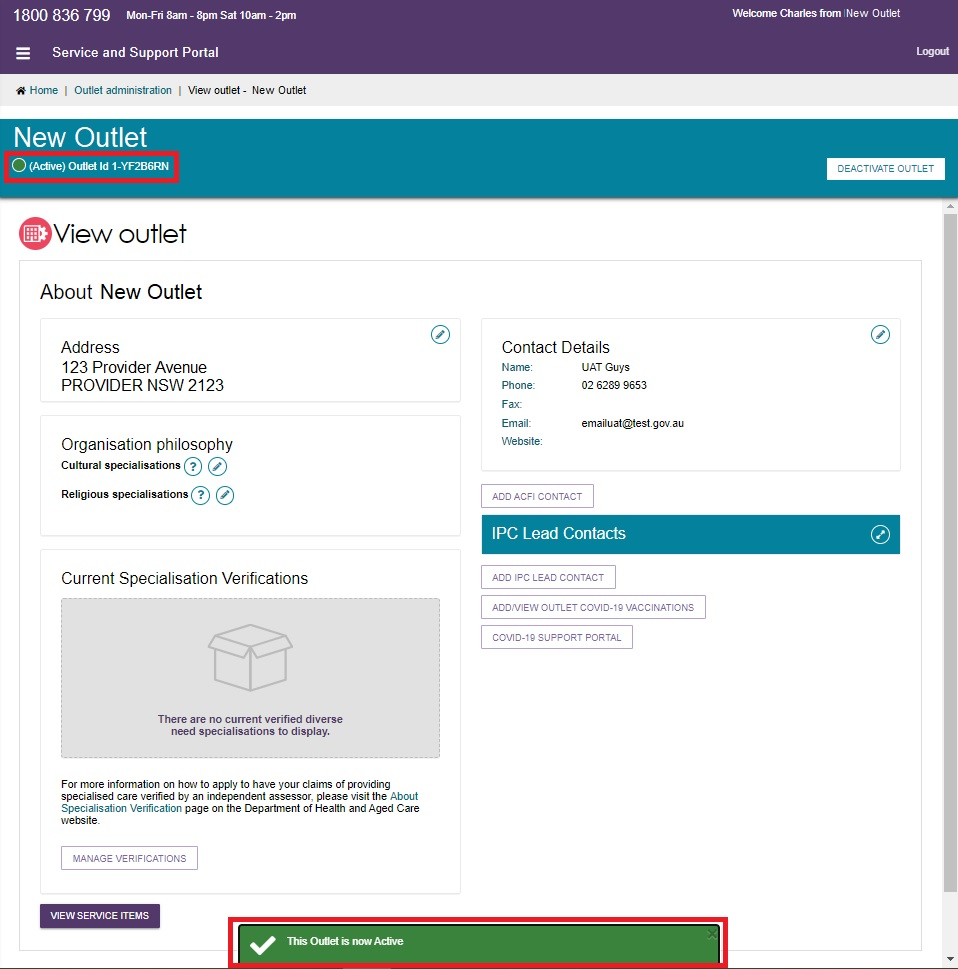 1800 836 799 Mon-Fri 8am - 8pm Sat 10am - 2pm
Welcome Charles from New Outlet
Service and Support Portal
Logout
Home | Outlet administration | View outlet - New Outlet
New Outlet
(Active) Outlet Id 1-YF2B6RN
DEACTIVATE OUTLET
View outlet
About New Outlet
Address
123 Provider Avenue
PROVIDER NSW 2123
Organisation philosophy
Cultural specialisations ?
Religious specialisations ?
Current Specialisation Verifications
There are no current verified diverse
need specialisations to display.
For more information on how to apply to have your claims of providing
specialised care verified by an independent assessor, please visit the About
Specialisation Verification page on the Department of Health and Aged Care
website.
MANAGE VERIFICATIONS
VIEW SERVICE ITEMS
Contact Details
Name: UAT Guys
Phone: 02 6289 9653
Fax:
Email: emailuat@test.gov.au
Website:
ADD ACFI CONTACT
IPC Lead Contacts
ADD IPC LEAD CONTACT
ADD/VIEW OUTLET COVID-19 VACCINATIONS
COVID-19 SUPPORT PORTAL
This Outlet is now Active